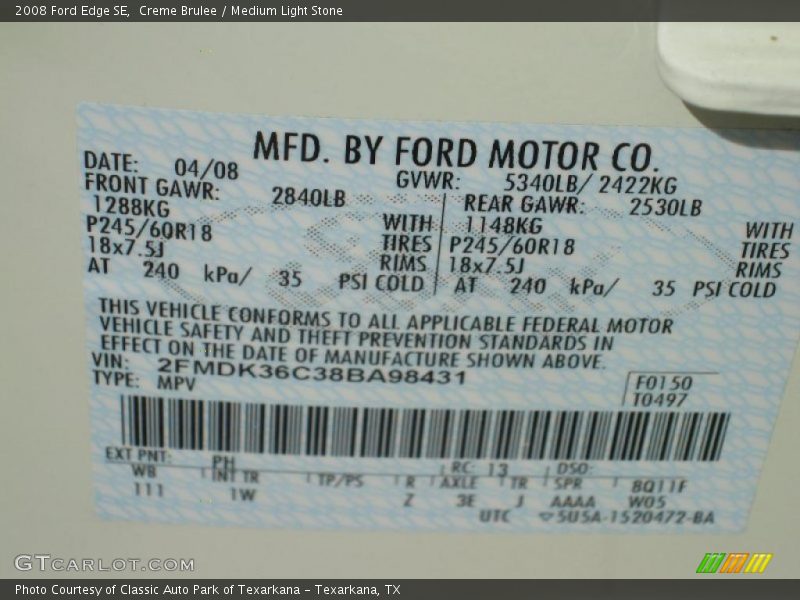 2008 Ford Edge SE,  Creme Brulee / Medium Light Stone
MFD. BY FORD MOTOR CO.
DATE: 04/08 GVWR: 5340LB/ 2422KG
FRONT GAWR: 2840LB REAR GAWR: 2530LB
1288KG WITH 1148KG WITH
P245/60R18 TIRES P245/60R18 TIRES
18x7.5J RIMS 18x7.5J RIMS
AT 240 kPa/ 35 PSI COLD AT 240 kPa/ 35 PSI COLD
THIS VEHICLE CONFORMS TO ALL APPLICABLE FEDERAL MOTOR
VEHICLE SAFETY AND THEFT PREVENTION STANDARDS IN
EFFECT ON THE DATE OF MANUFACTURE SHOWN ABOVE.
VIN: 2FMDK36C38BA98431 F0150
TYPE: MPV T0497
EXT PNT: PH RC: 13 DSO:
WB INT TR TP/PS R AXLE TR SPR 8Q11F
111 1W Z 3E J AAAA W05
UTC ▽5U5A-1520472-BA
GTCARLOT.COM
Photo Courtesy of Classic Auto Park of Texarkana – Texarkana, TX